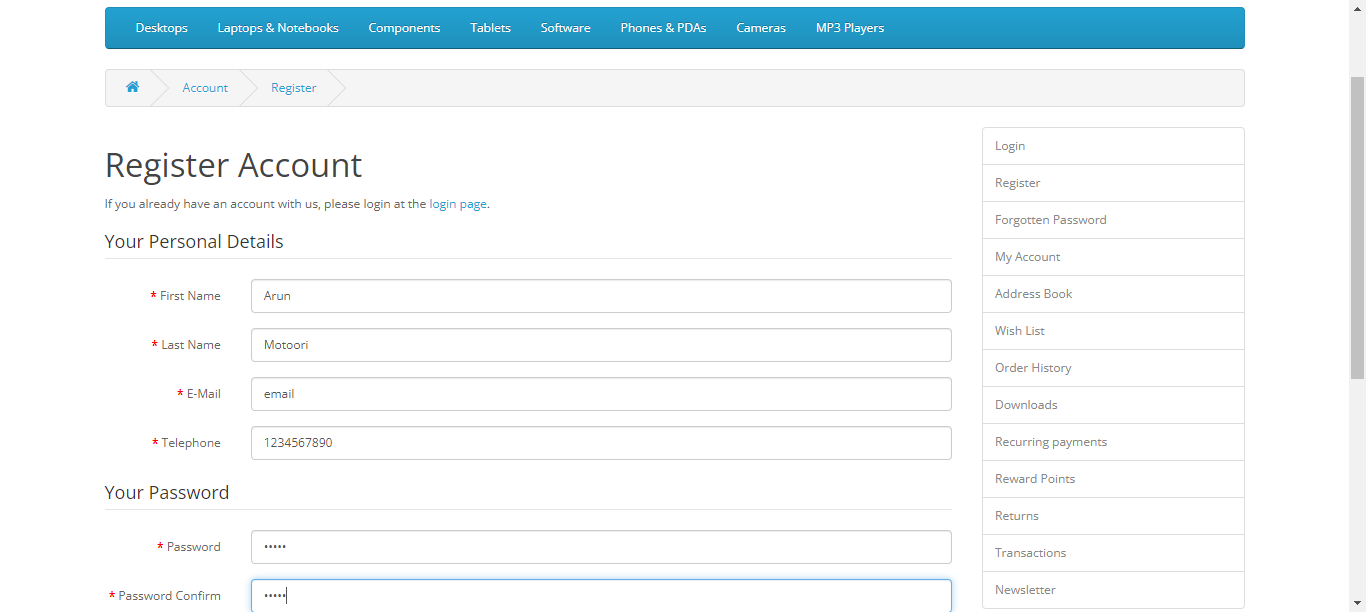 Desktops Laptops & Notebooks Components Tablets Software Phones & PDAs Cameras MP3 Players
Account Register
Register Account
If you already have an account with us, please login at the login page.
Your Personal Details
* First Name Arun
* Last Name Motoori
* E-Mail email
* Telephone 1234567890
Your Password
* Password •••••
* Password Confirm •••••
Login
Register
Forgotten Password
My Account
Address Book
Wish List
Order History
Downloads
Recurring payments
Reward Points
Returns
Transactions
Newsletter